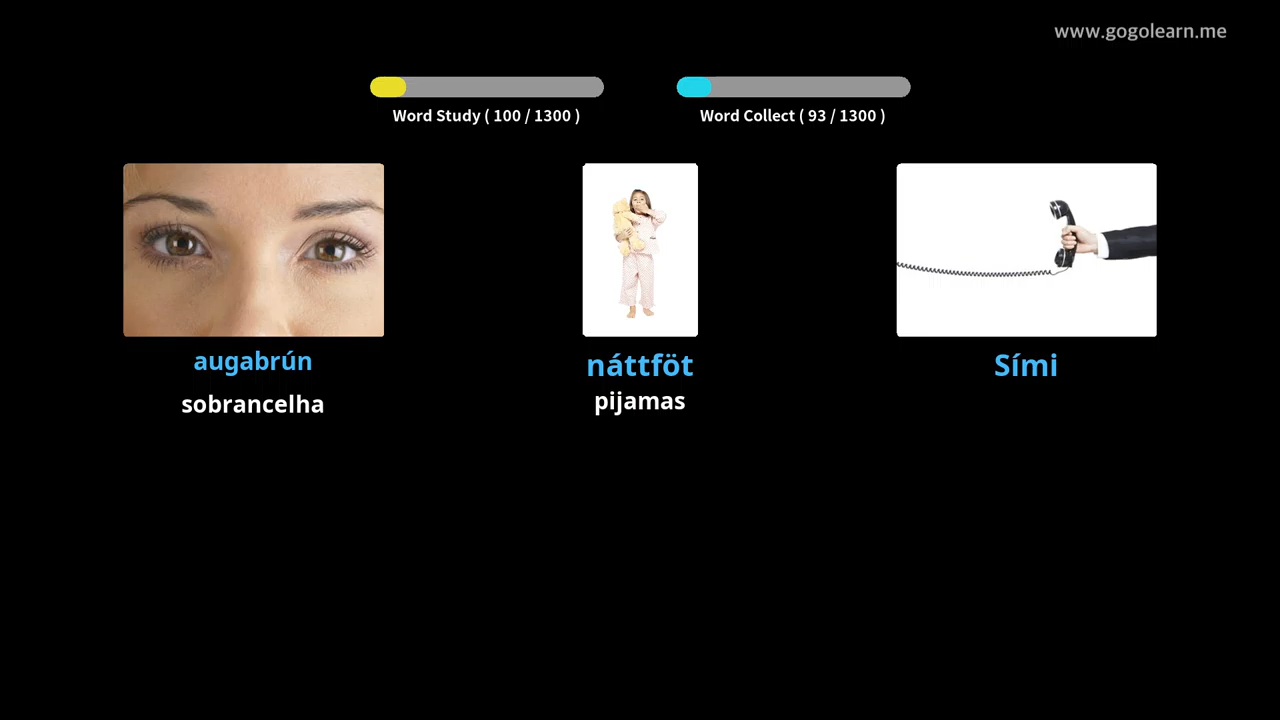 www.gogolearn.me
Word Study ( 100 / 1300 )
Word Collect ( 93 / 1300 )
augabrún
sobrancelha
náttföt
pijamas
Sími